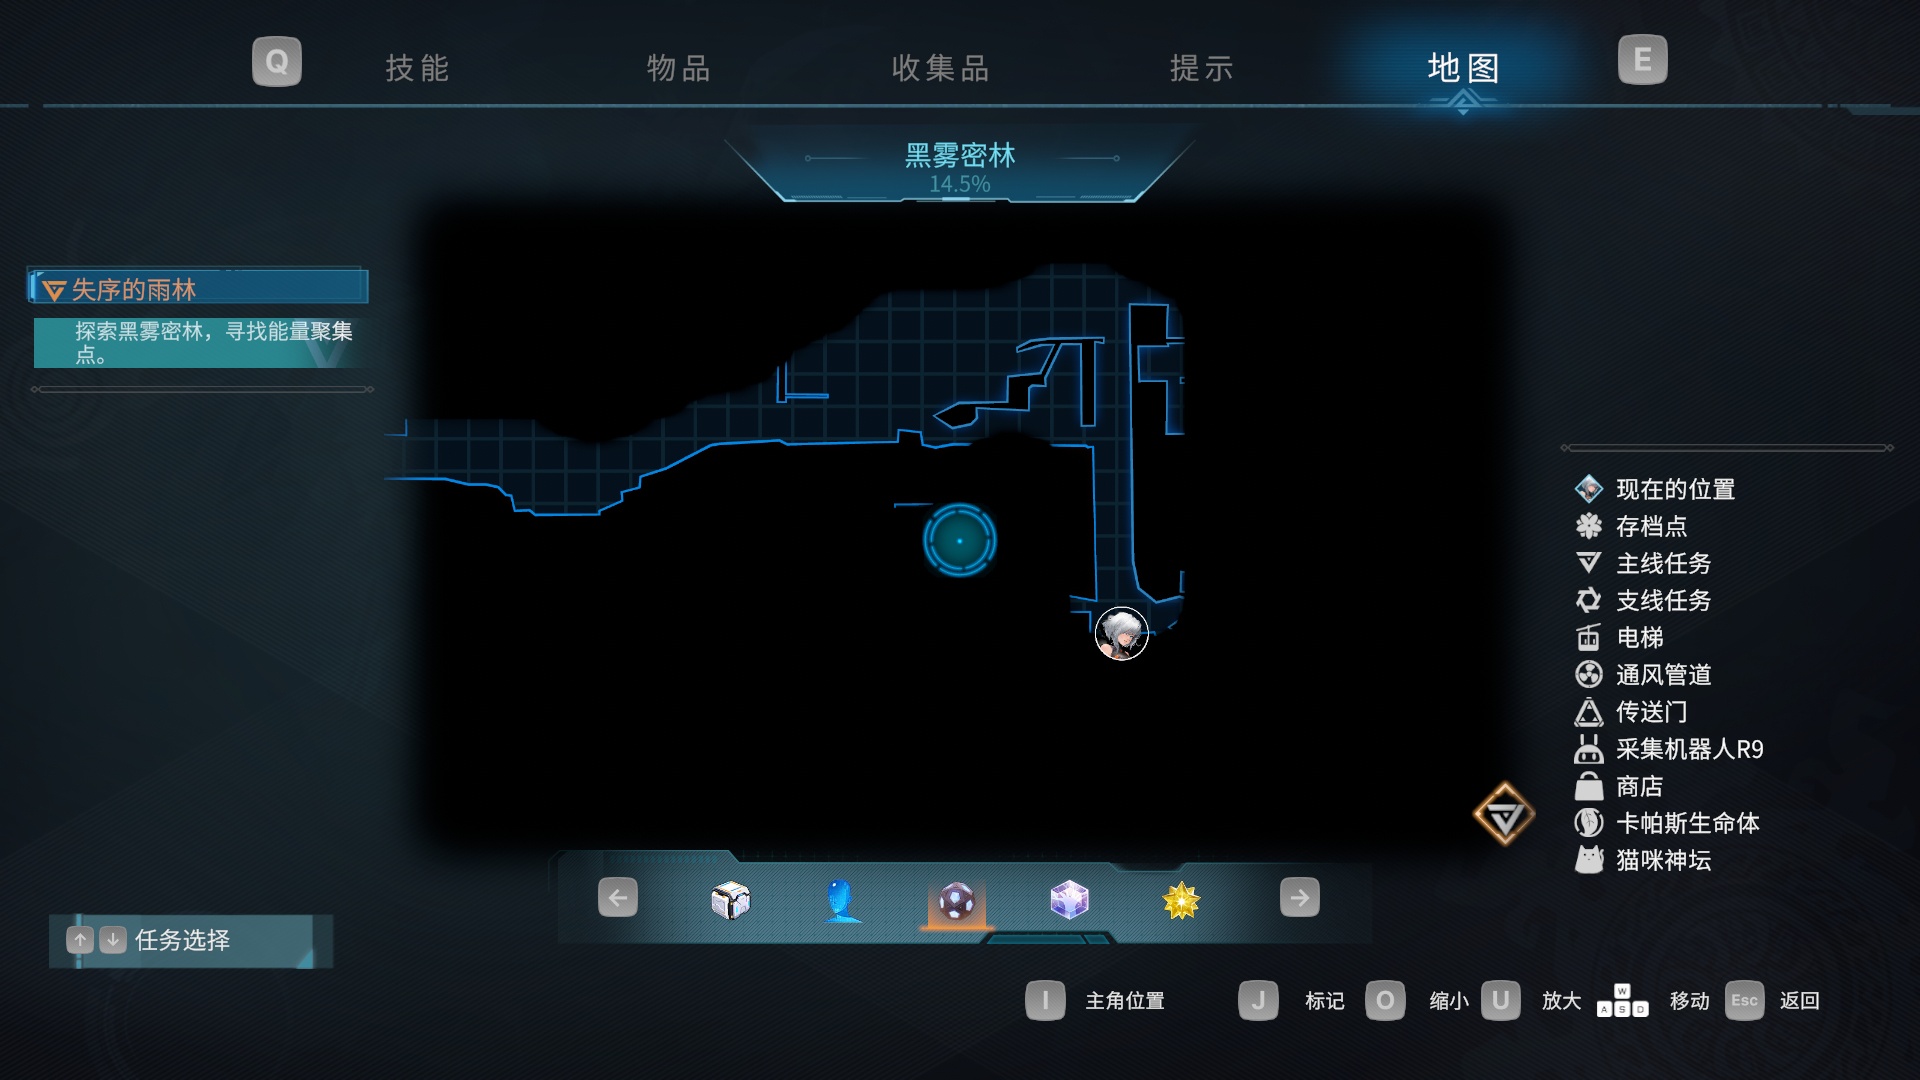 Q 技能 物品 收集品 提示 地图 E
黑雾密林
14.5%
失序的雨林
探索黑雾密林，寻找能量聚集
点。
现在的位置
存档点
主线任务
支线任务
电梯
通风管道
传送门
采集机器人R9
商店
卡帕斯生命体
猫咪神坛
任务选择
I 主角位置 J 标记 O 缩小 U 放大 W A S D 移动 Esc 返回